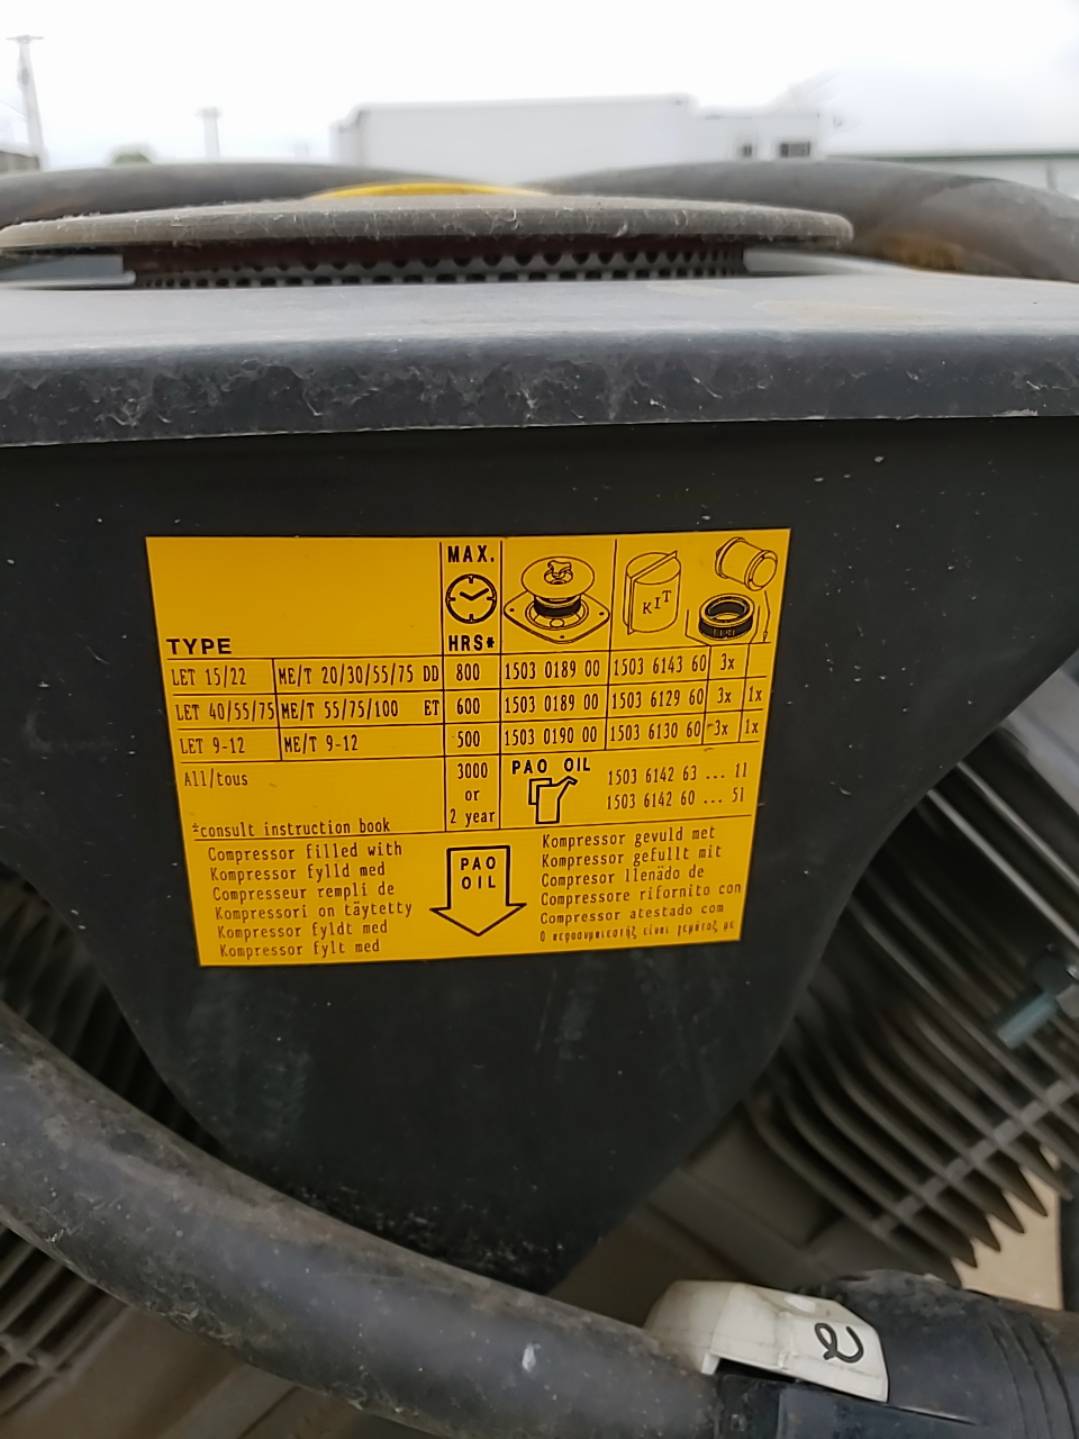 MAX.
KIT
TYPE HRS*
LET 15/22 ME/T 20/30/55/75 DD 800 1503 0189 00 1503 6143 60 3x
LET 40/55/75 ME/T 55/75/100 ET 600 1503 0189 00 1503 6129 60 3x 1x
LET 9-12 ME/T 9-12 500 1503 0190 00 1503 6130 60 3x 1x
All/tous 3000 or 2 year PAO OIL 1503 6142 63 ... 1l
1503 6142 60 ... 5l
*consult instruction book
Compressor filled with
Kompressor fylld med
Compresseur rempli de
Kompressori on täytetty
Kompressor fyldt med
Kompressor fylt med
PAO
OIL
Kompressor gevuld met
Kompressor gefullt mit
Compresor llenädo de
Compressore rifornito con
Compressor atestado com
είναι
2